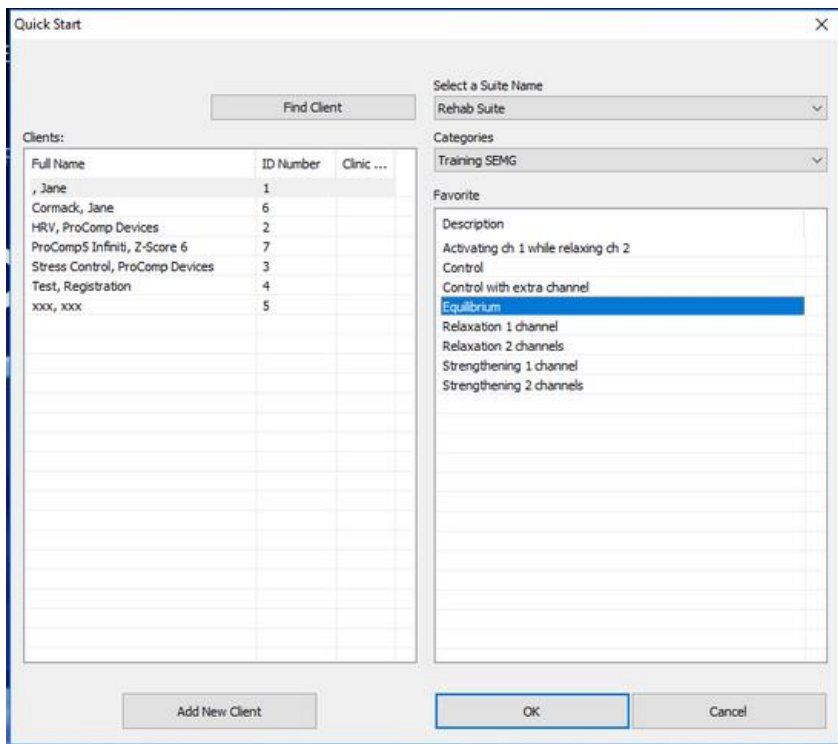 Quick Start
Find Client
Clients:
Full Name ID Number Clinic ...
, Jane 1
Cormack, Jane 6
HRV, ProComp Devices 2
ProComp5 Infiniti, Z-Score 6 7
Stress Control, ProComp Devices 3
Test, Registration 4
xxx, xxx 5
Add New Client
Select a Suite Name
Rehab Suite
Categories
Training SEMG
Favorite
Description
Activating ch 1 while relaxing ch 2
Control
Control with extra channel
Equilibrium
Relaxation 1 channel
Relaxation 2 channels
Strengthening 1 channel
Strengthening 2 channels
OK
Cancel